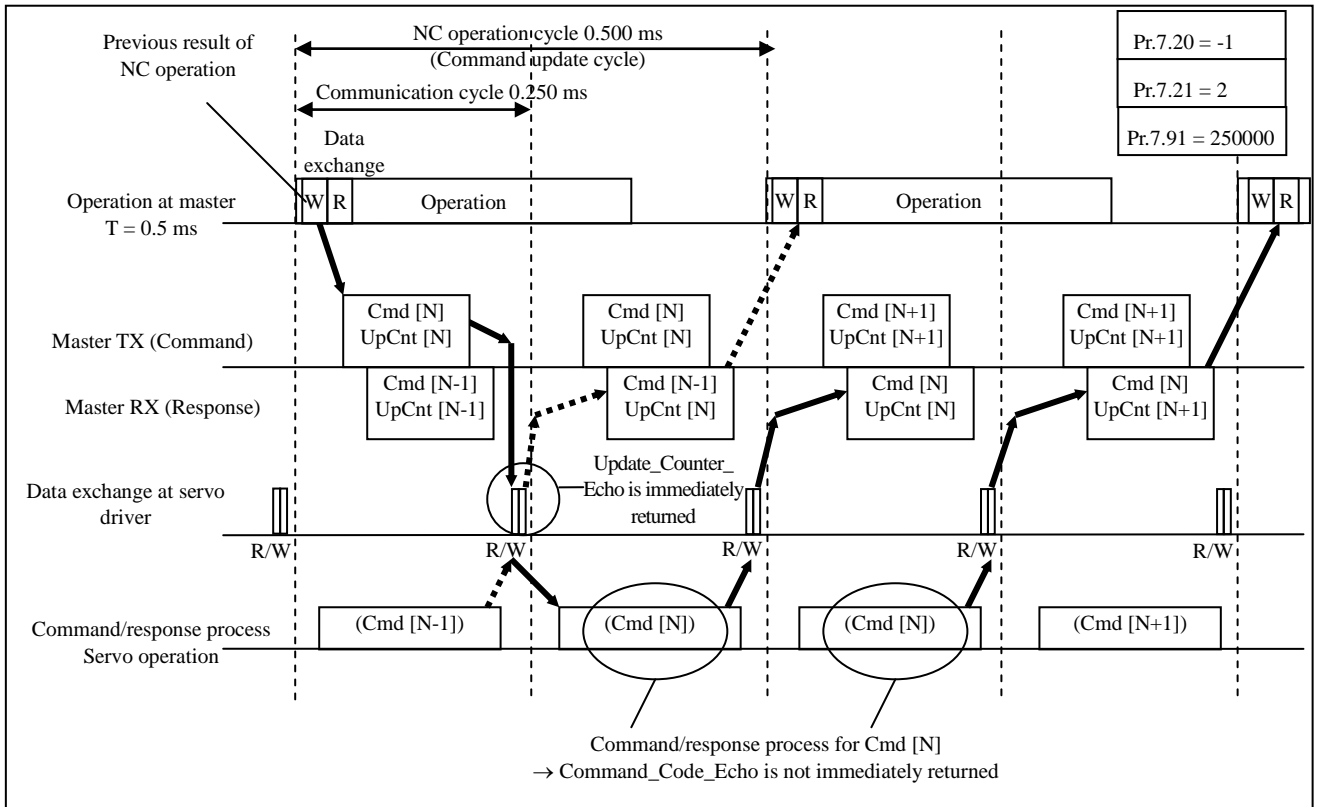 Previous result of
NC operation
NC operation cycle 0.500 ms
(Command update cycle)
Communication cycle 0.250 ms
Pr.7.20 = -1
Pr.7.21 = 2
Pr.7.91 = 250000
Data
exchange
Operation at master
T = 0.5 ms
W R Operation W R Operation W R
Master TX (Command)
Cmd [N]
UpCnt [N]
Cmd [N]
UpCnt [N]
Cmd [N+1]
UpCnt [N+1]
Cmd [N+1]
UpCnt [N+1]
Master RX (Response)
Cmd [N-1]
UpCnt [N-1]
Cmd [N-1]
UpCnt [N]
Cmd [N]
UpCnt [N]
Cmd [N]
UpCnt [N+1]
Update_Counter_
Echo is immediately
returned
Data exchange at servo
driver
R/W R/W R/W R/W R/W
Command/response process
Servo operation
(Cmd [N-1]) (Cmd [N]) (Cmd [N]) (Cmd [N+1])
Command/response process for Cmd [N]
→ Command_Code_Echo is not immediately returned